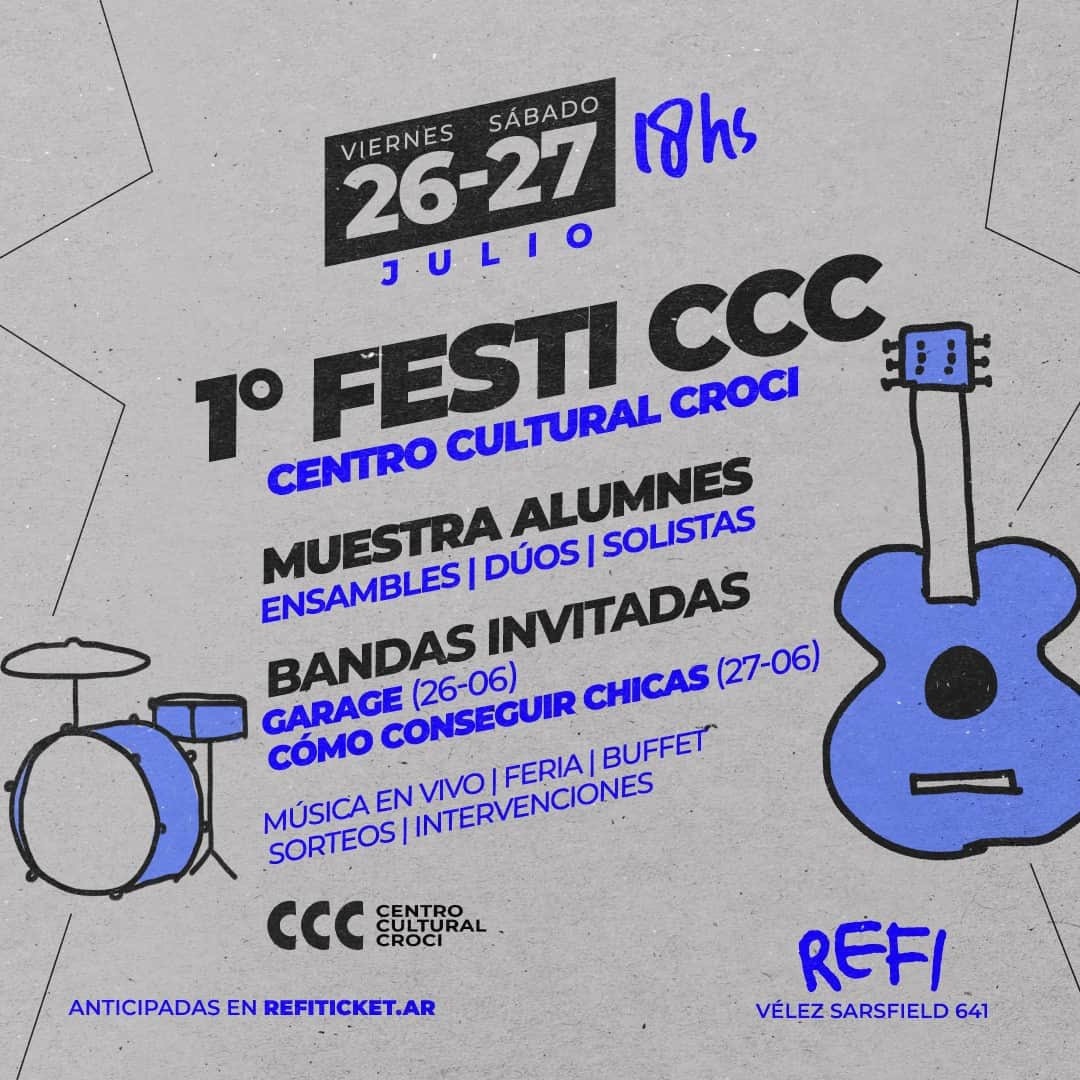 VIERNES SÁBADO
26-27
JULIO
18hs
1º FESTI CCC
CENTRO CULTURAL CROCI
MUESTRA ALUMNES
ENSAMBLES | DÚOS | SOLISTAS
BANDAS INVITADAS
GARAGE (26-06)
CÓMO CONSEGUIR CHICAS (27-06)
MÚSICA EN VIVO | FERIA | BUFFET
SORTEOS | INTERVENCIONES
CCC
CENTRO
CULTURAL
CROCI
ANTICIPADAS EN REFITICKET.AR
REFI
VÉLEZ SARSFIELD 641